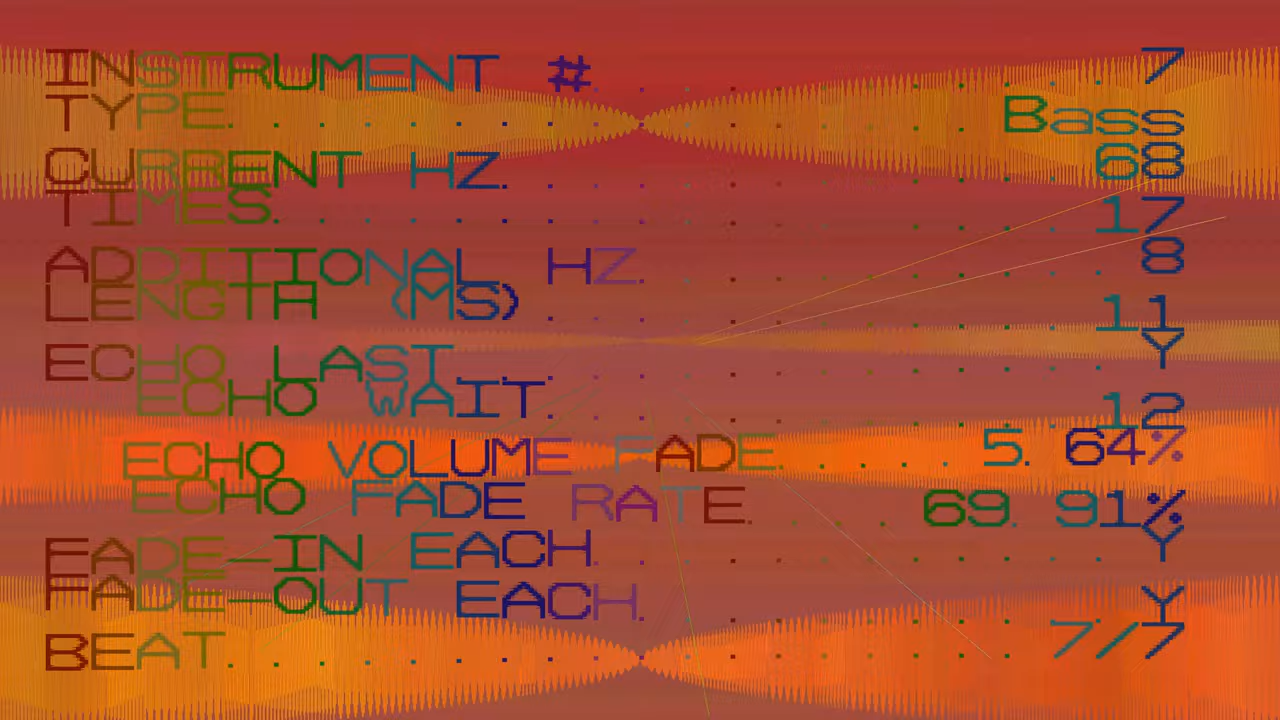 INSTRUMENT # 7
TYPE. Bass
CURRENT HZ. 68
TIMES. 17
ADDITIONAL HZ. 8
LENGTH (MS) 11
ECHO LAST Y
ECHO WAIT. 12
ECHO VOLUME FADE. 5. 64%
ECHO FADE RATE. 69. 91%
FADE-IN EACH. Y
FADE-OUT EACH. Y
BEAT. 7/7